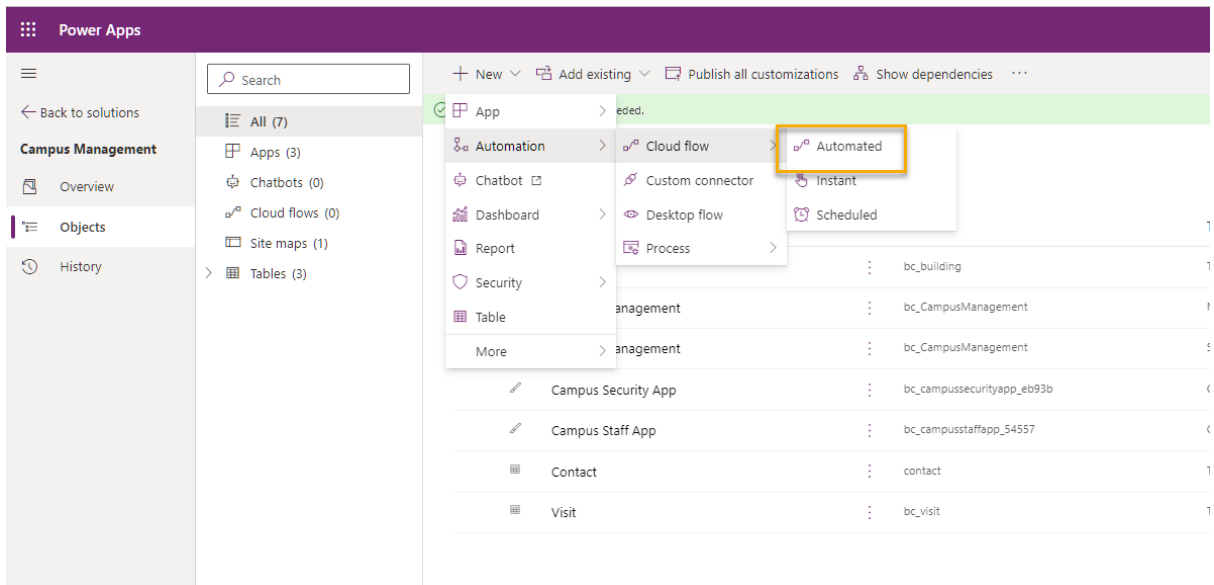 Power Apps
Search
New
Add existing
Publish all customizations
Show dependencies
Back to solutions
Campus Management
Overview
Objects
History
All (7)
Apps (3)
Chatbots (0)
Cloud flows (0)
Site maps (1)
Tables (3)
eded.
App
Automation
Chatbot
Dashboard
Report
Security
Table
More
Cloud flow
Custom connector
Desktop flow
Process
Automated
Instant
Scheduled
bc_building
anagement
bc_CampusManagement
anagement
bc_CampusManagement
Campus Security App
bc_campussecurityapp_eb93b
Campus Staff App
bc_campusstaffapp_54557
Contact
contact
Visit
bc_visit